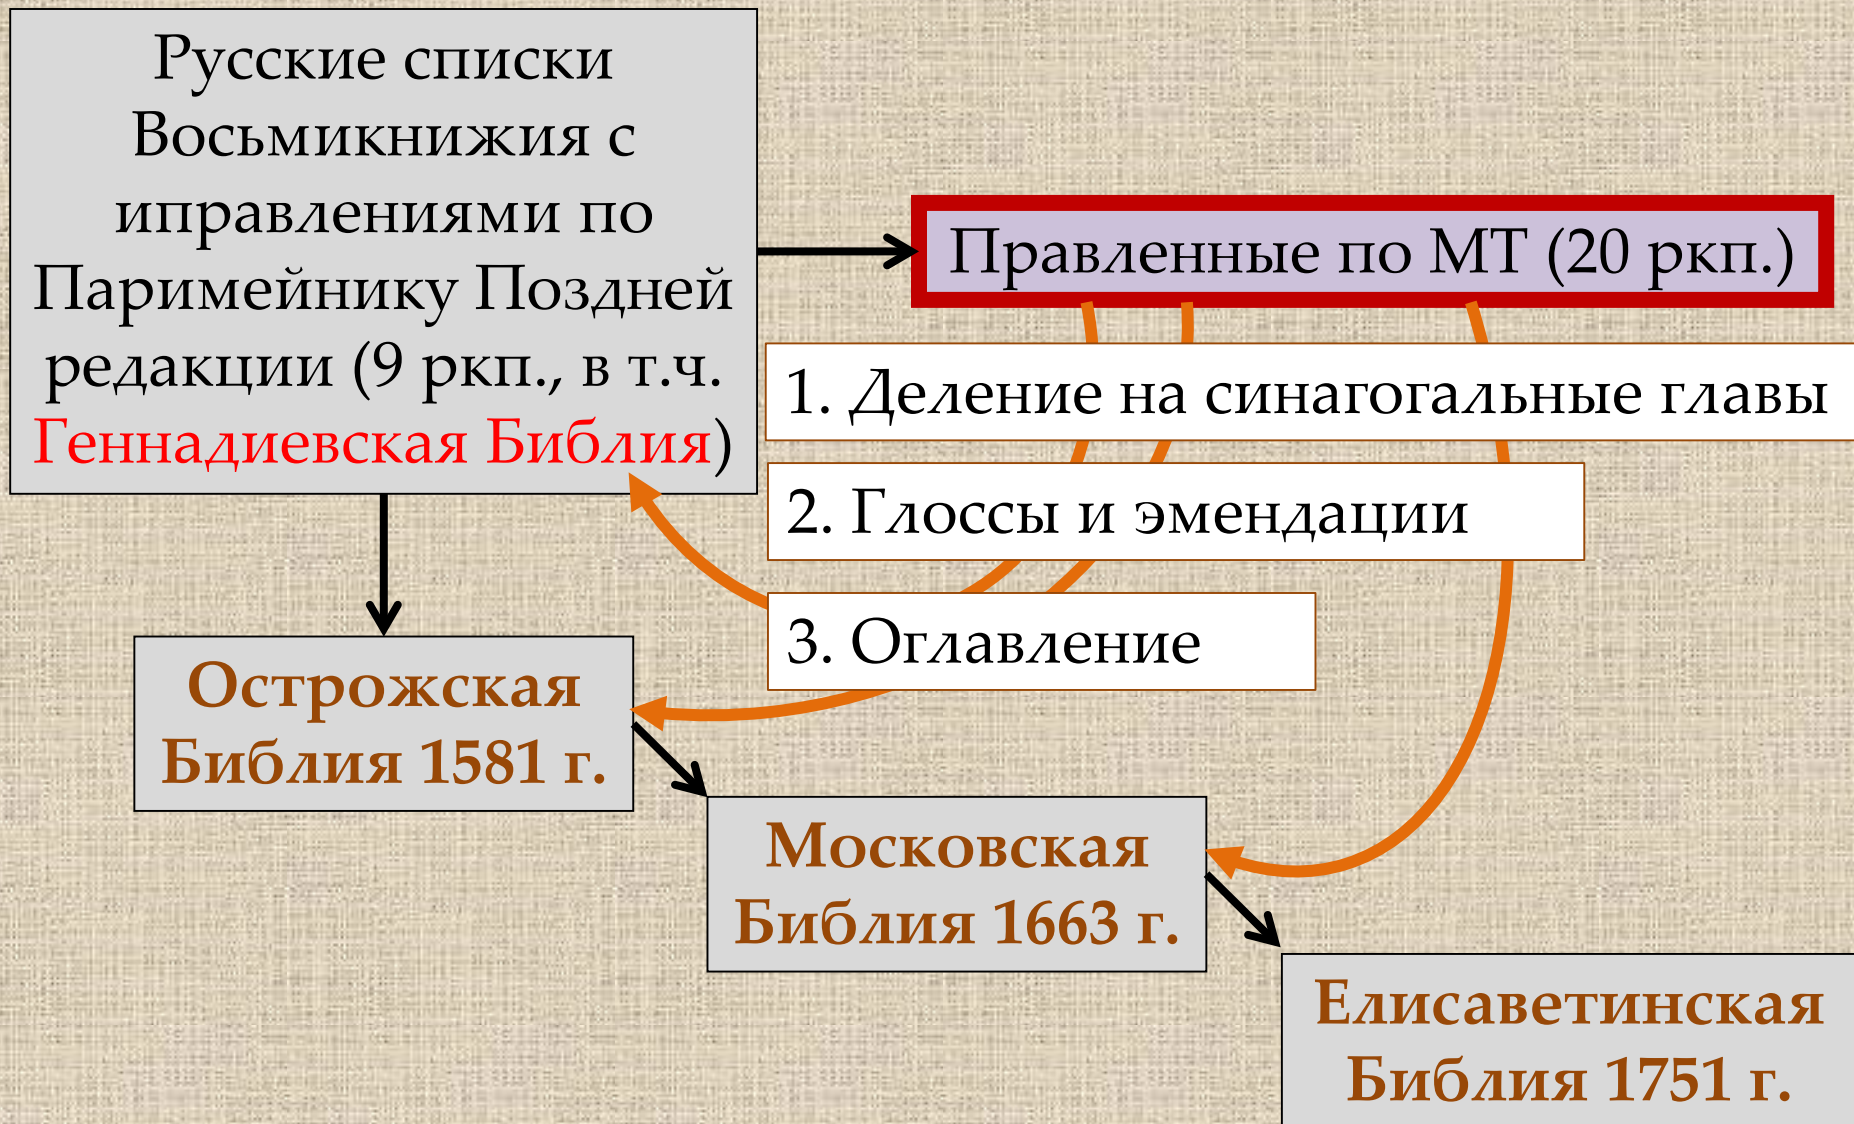 Русские списки
Восьмикнижия с
иправлениями по
Паримейнику Поздней
редакции (9 ркп., в т.ч.
Геннадиевская Библия)
Правленные по МТ (20 ркп.)
1. Деление на синагогальные главы
2. Глоссы и эмендации
3. Оглавление
Острожская
Библия 1581 г.
Московская
Библия 1663 г.
Елисаветинская
Библия 1751 г.